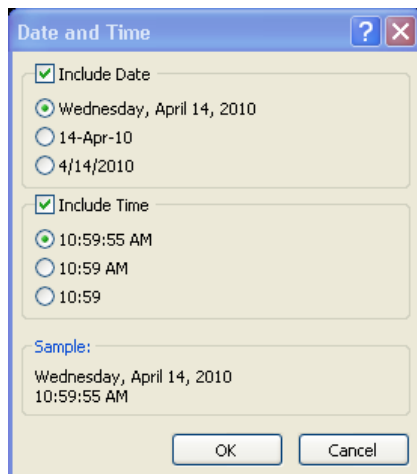 Date and Time
Include Date
Wednesday, April 14, 2010
14-Apr-10
4/14/2010
Include Time
10:59:55 AM
10:59 AM
10:59
Sample:
Wednesday, April 14, 2010
10:59:55 AM
OK Cancel